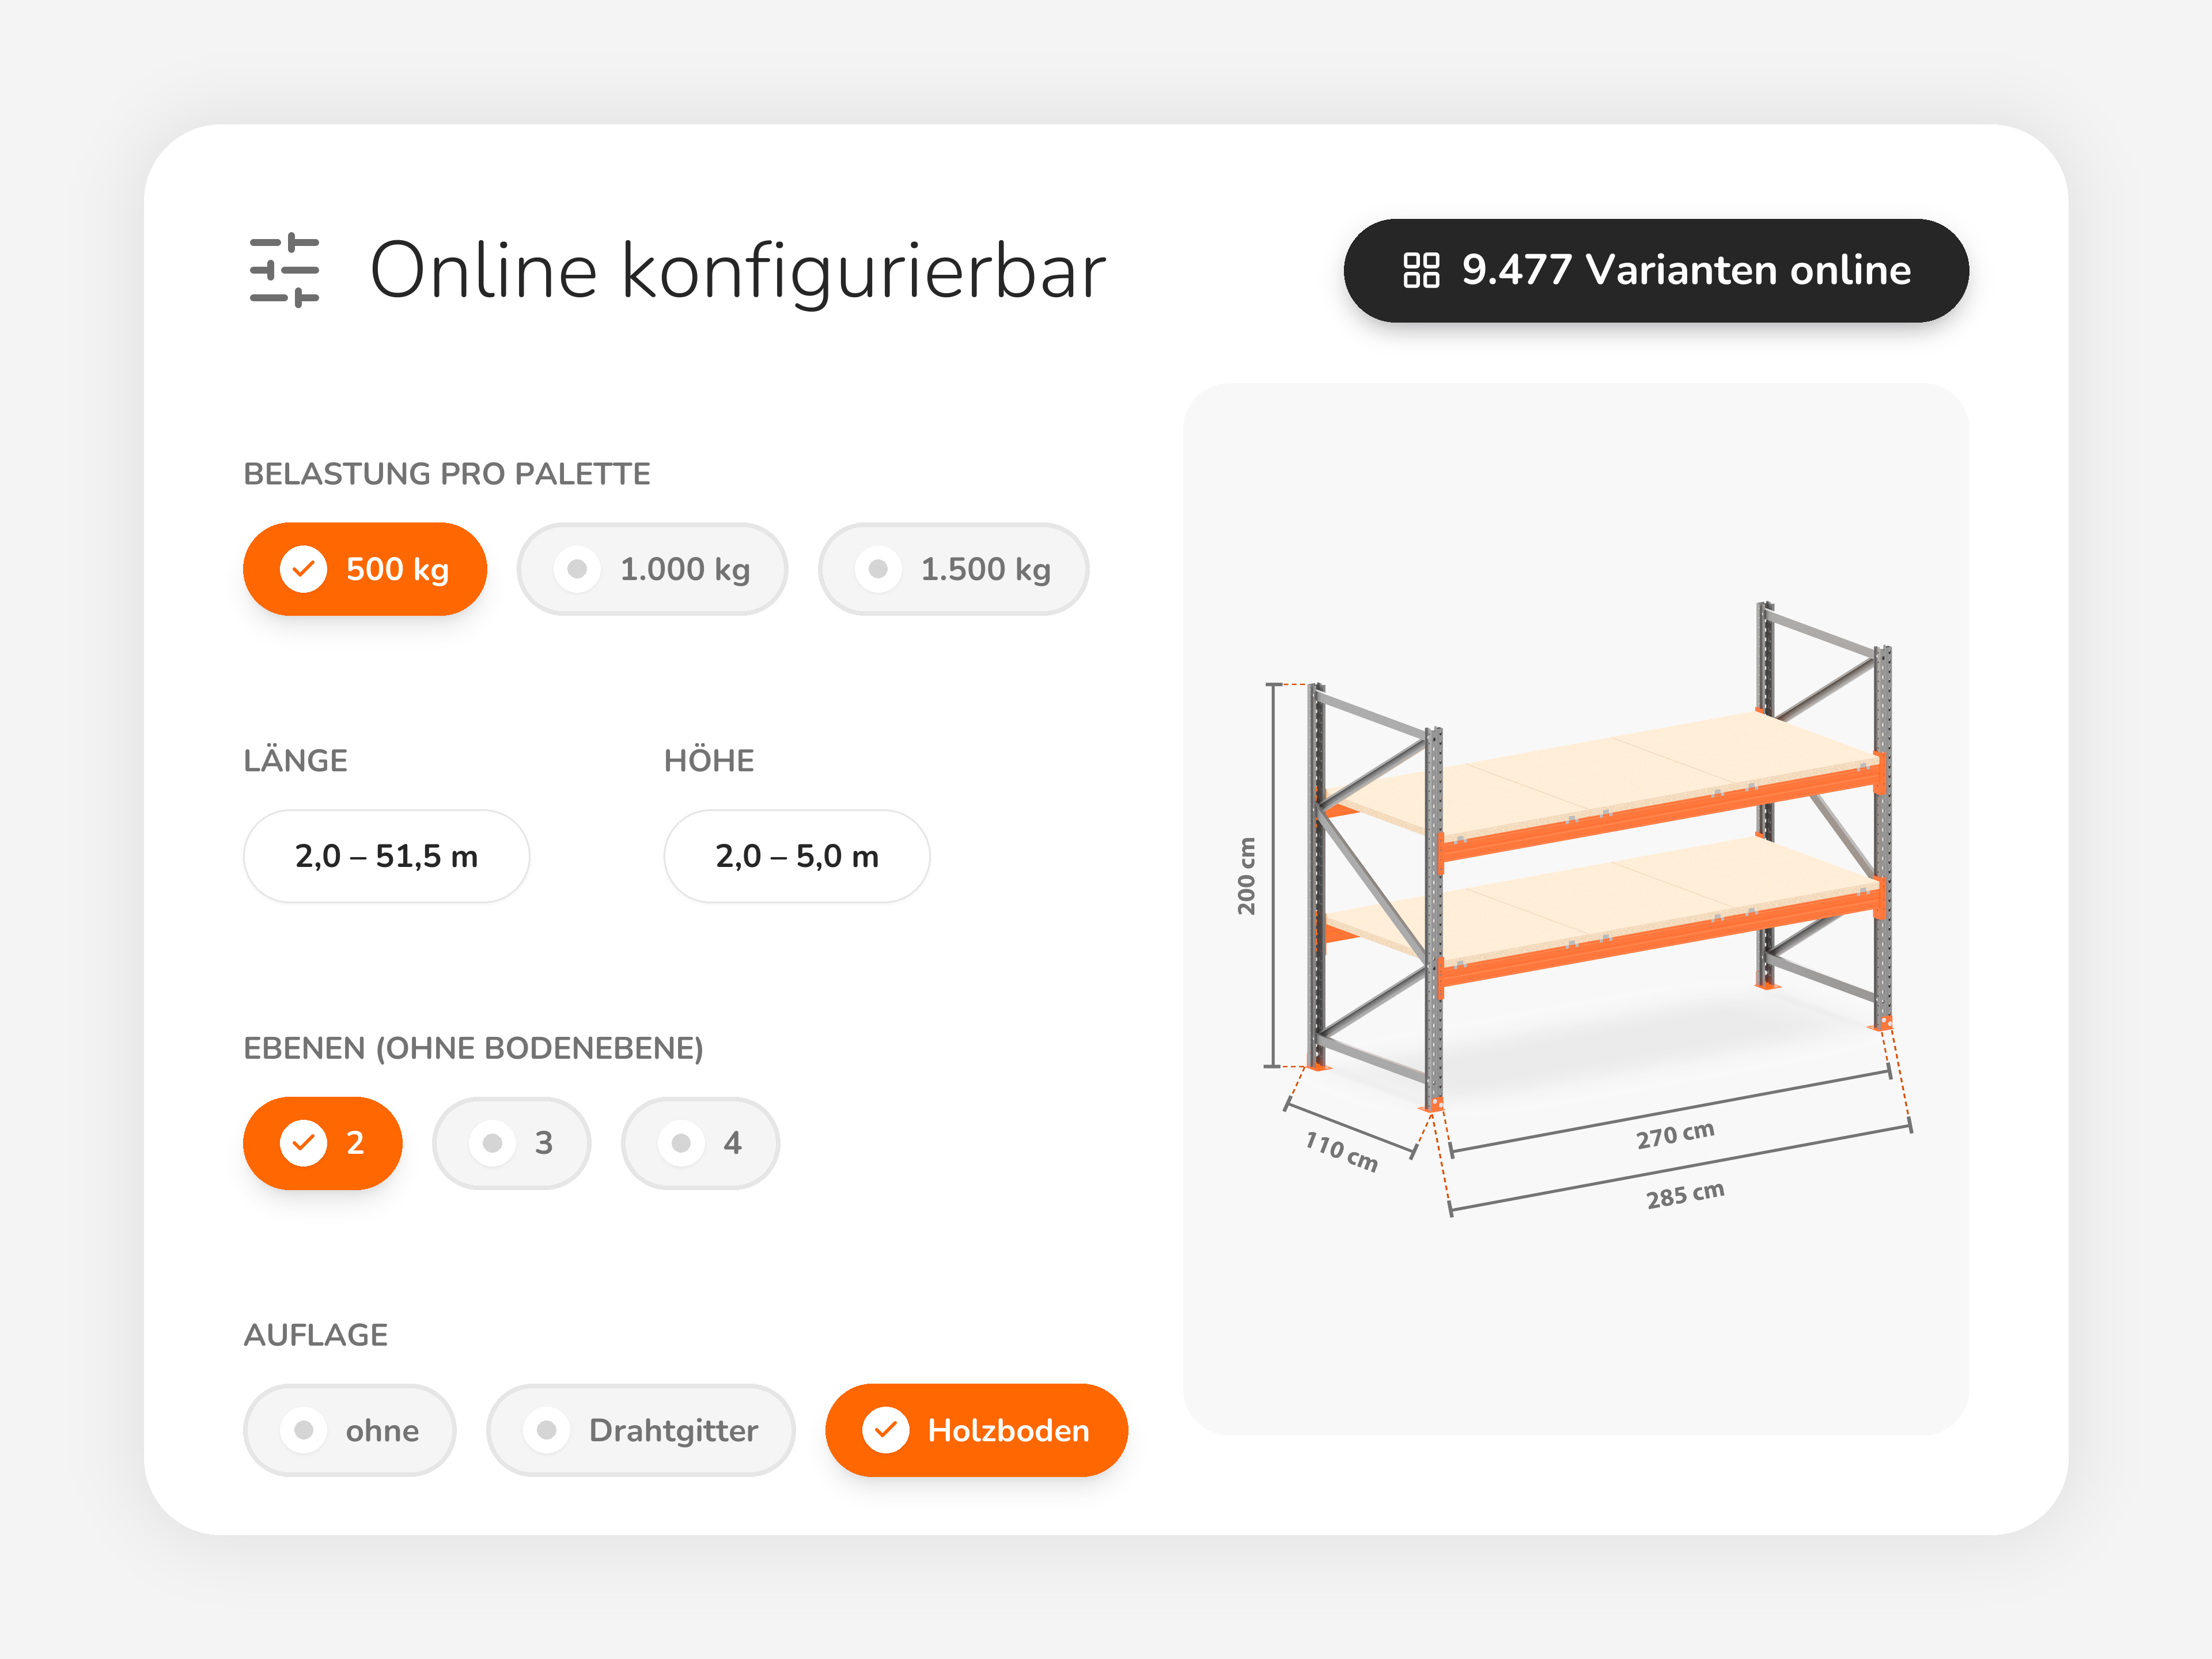 Online konfigurierbar
9.477 Varianten online
BELASTUNG PRO PALETTE
500 kg
1.000 kg
1.500 kg
LÄNGE
HÖHE
2,0 – 51,5 m
2,0 – 5,0 m
EBENEN (OHNE BODENEBENE)
2
3
4
AUFLAGE
ohne
Drahtgitter
Holzboden
200 cm
110 cm
270 cm
285 cm